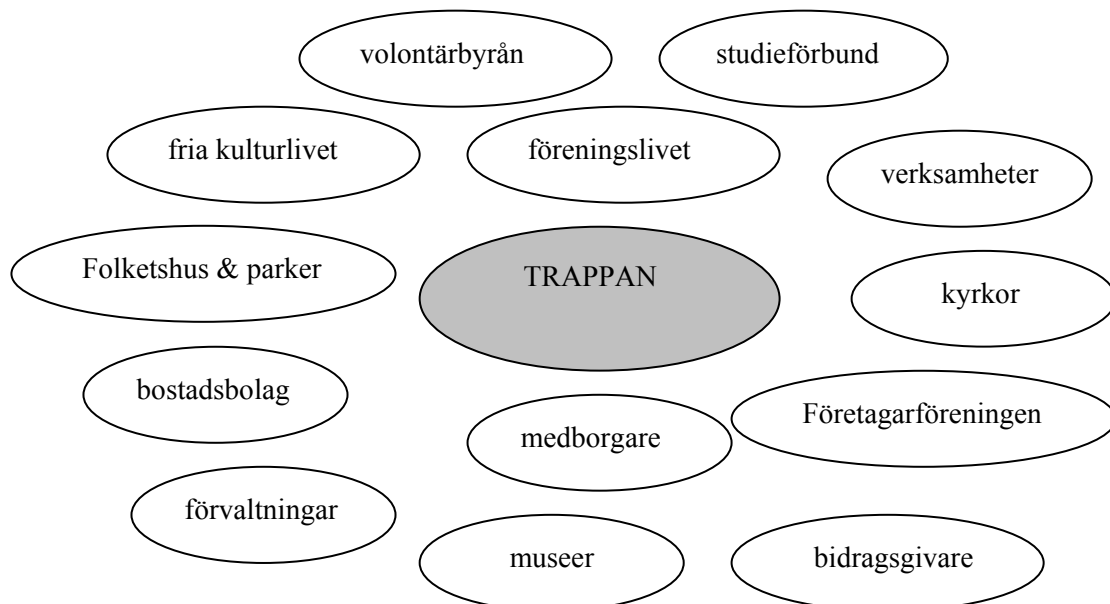 volontärbyrån
studieförbund
fria kulturlivet
föreningslivet
verksamheter
Folketshus & parker
TRAPPAN
kyrkor
bostadsbolag
Företagarföreningen
medborgare
förvaltningar
museer
bidragsgivare